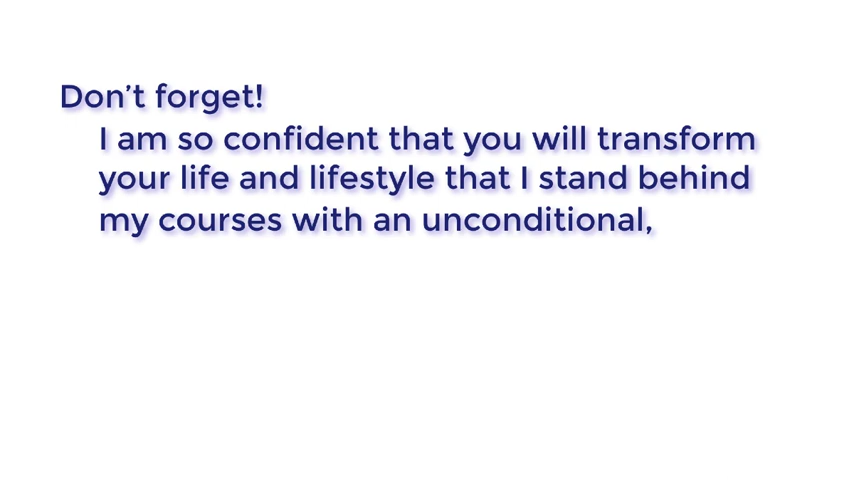 Don’t forget!
I am so confident that you will transform
your life and lifestyle that I stand behind
my courses with an unconditional,